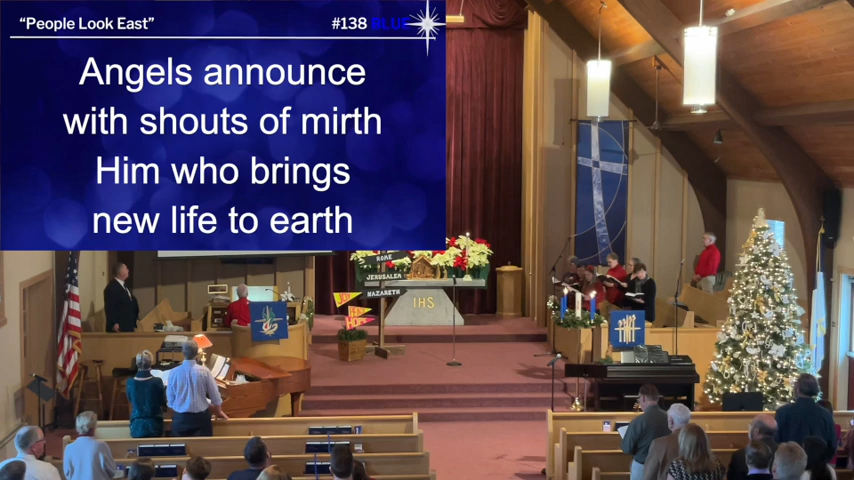 “People Look East”
#138 BLUE
Angels announce
with shouts of mirth
Him who brings
new life to earth
ROME
JERUSALEM
NAZARETH
HOPE
IHS